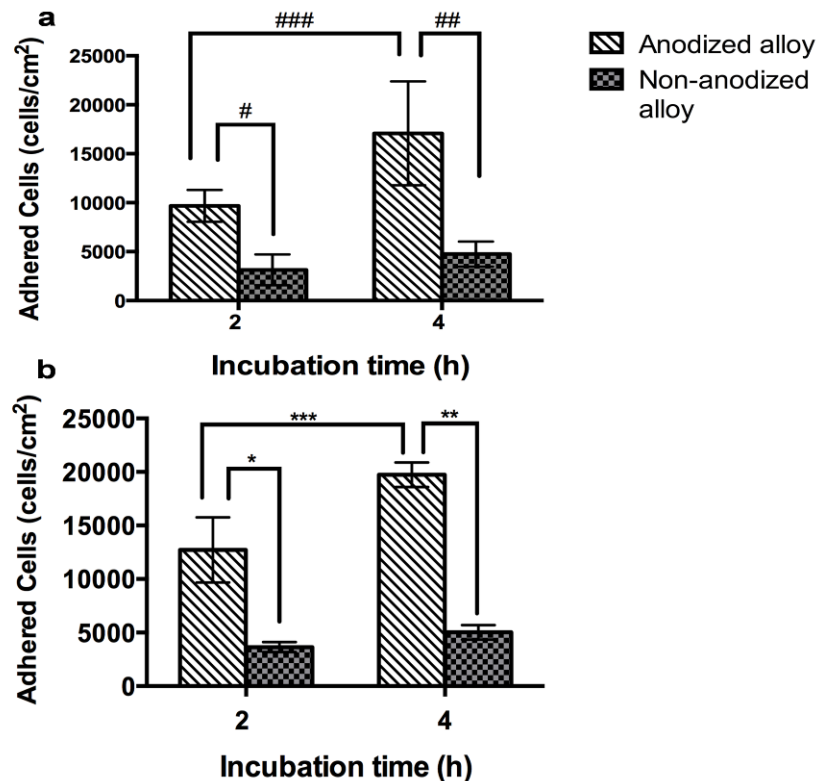 a
###
##
#
Anodized alloy
Non-anodized
alloy
Adhered Cells (cells/cm²)
25000
20000
15000
10000
5000
0
2
4
Incubation time (h)
b
***
**
*
Adhered Cells (cells/cm²)
25000
20000
15000
10000
5000
0
2
4
Incubation time (h)